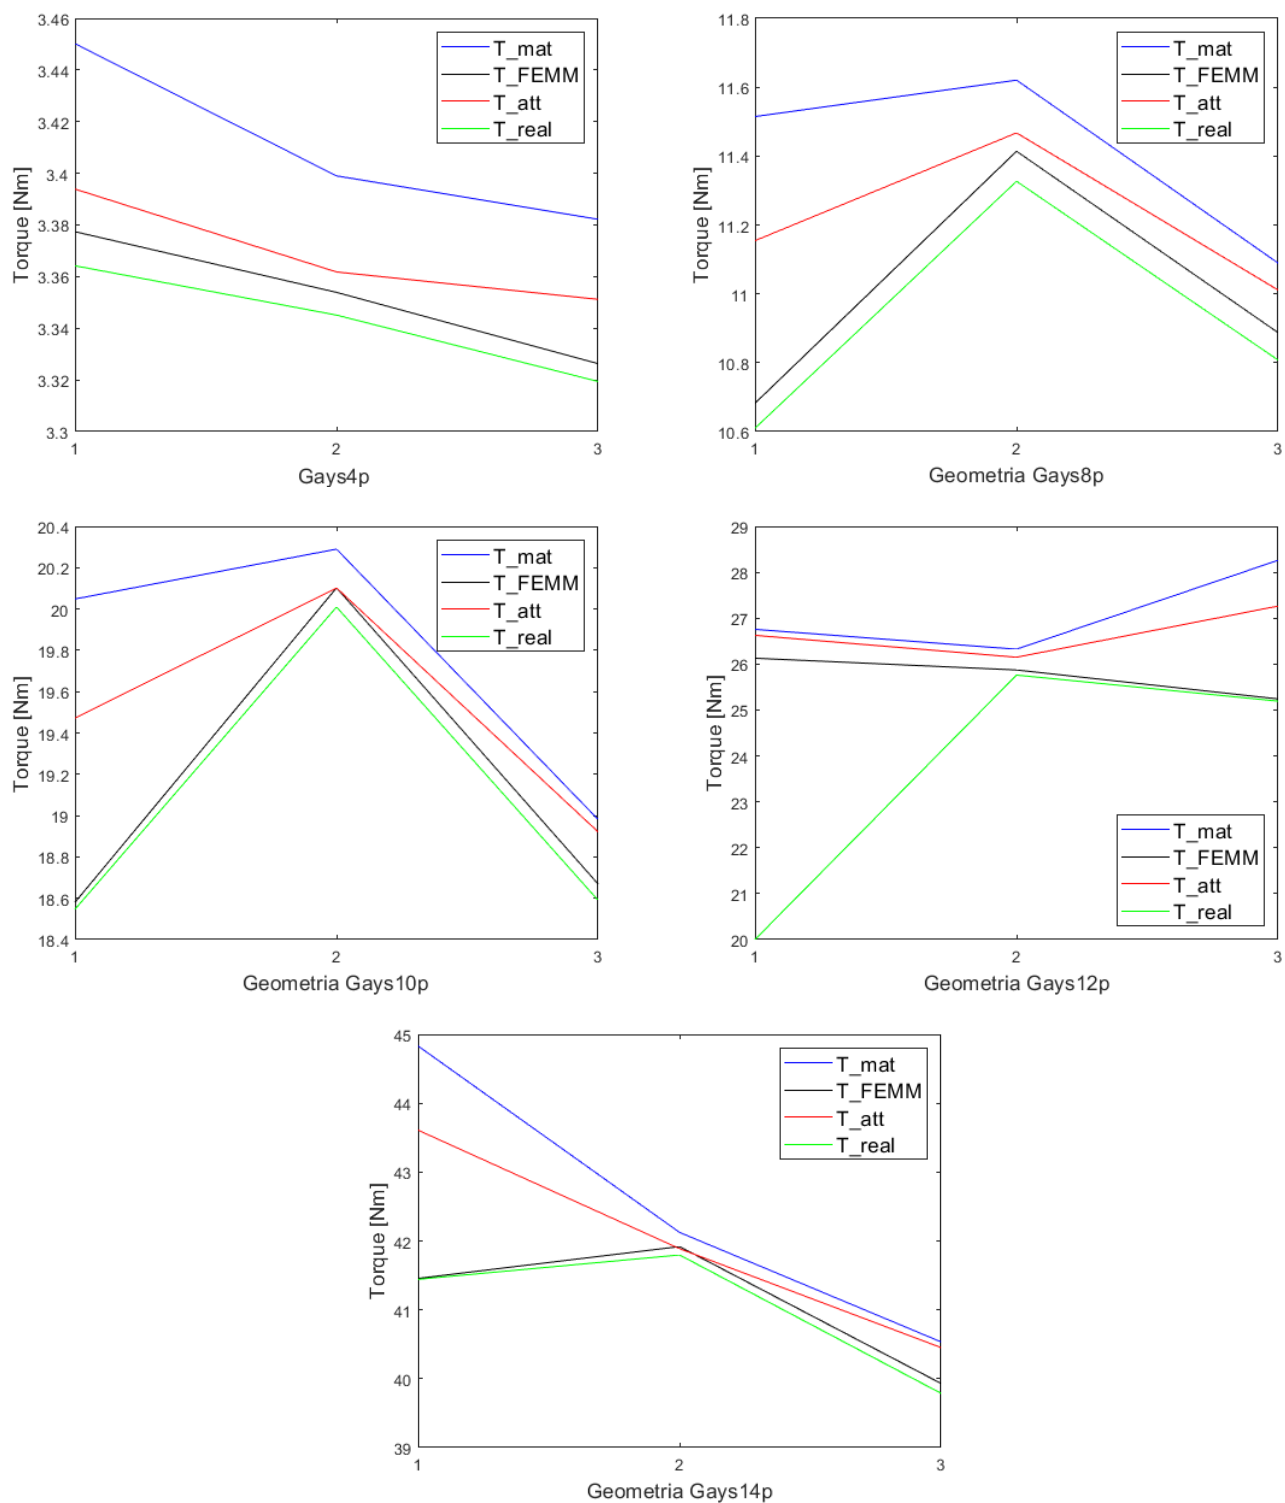 3.46
3.44
3.42
3.4
3.38
3.36
3.34
3.32
3.3
Torque [Nm]
T_mat
T_FEMM
T_att
T_real
1 2 3
Gays4p
11.8
11.6
11.4
11.2
11
10.8
10.6
Torque [Nm]
T_mat
T_FEMM
T_att
T_real
1 2 3
Geometria Gays8p
20.4
20.2
20
19.8
19.6
19.4
19.2
19
18.8
18.6
18.4
Torque [Nm]
T_mat
T_FEMM
T_att
T_real
1 2 3
Geometria Gays10p
29
28
27
26
25
24
23
22
21
20
Torque [Nm]
T_mat
T_FEMM
T_att
T_real
1 2 3
Geometria Gays12p
45
44
43
42
41
40
39
Torque [Nm]
T_mat
T_FEMM
T_att
T_real
1 2 3
Geometria Gays14p